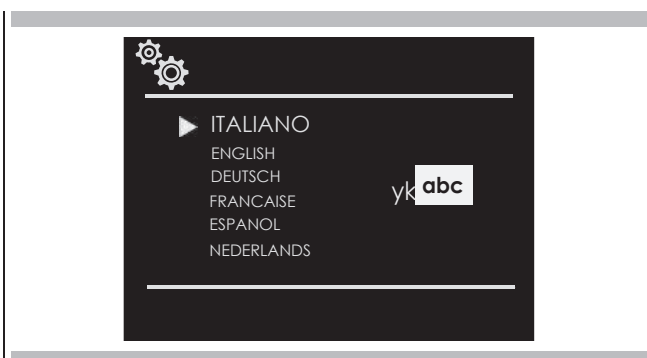 ITALIANO
ENGLISH
DEUTSCH
FRANCAISE
ESPANOL
NEDERLANDS
yk abc